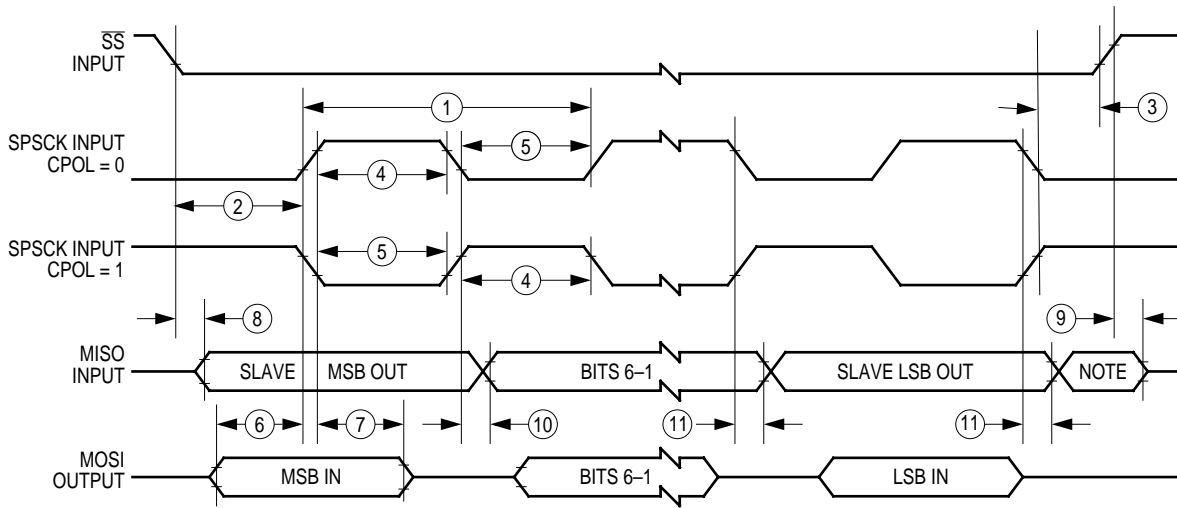 SS
INPUT
1
3
SPSCK INPUT
CPOL = 0
5
4
2
SPSCK INPUT
CPOL = 1
5
4
8
9
MISO
INPUT
SLAVE MSB OUT
BITS 6–1
SLAVE LSB OUT
NOTE
6
7
10
11
11
MOSI
OUTPUT
MSB IN
BITS 6–1
LSB IN